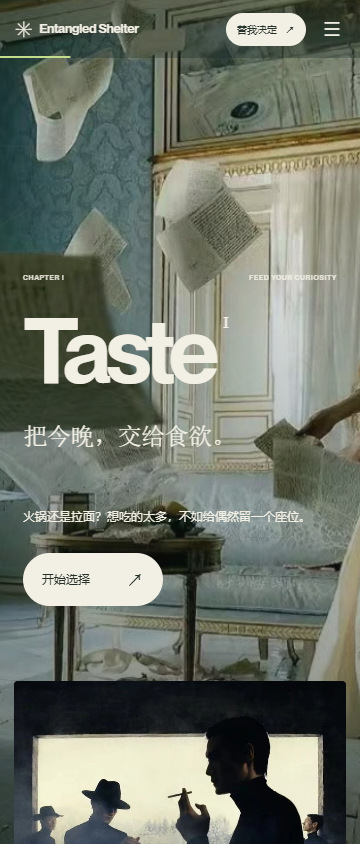 Entangled Shelter
替我决定 ↗
CHAPTER I
FEED YOUR CURIOSITY
Taste I
把今晚，交给食欲。
火锅还是拉面？想吃的太多，不如给偶然留一个座位。
开始选择 ↗